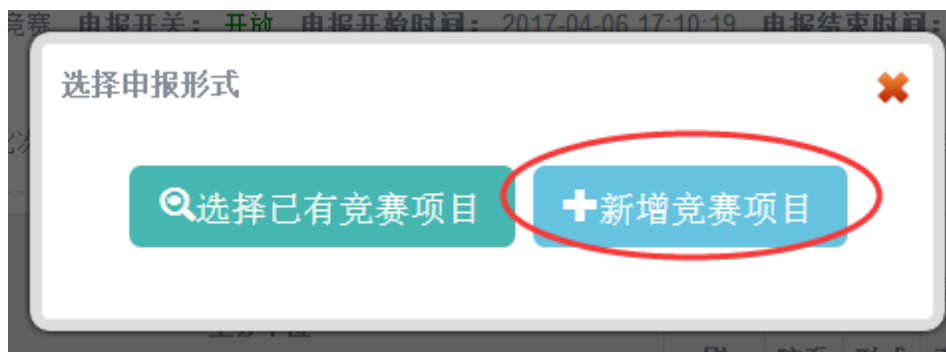 竞赛 申报开关： 开放 申报开始时间： 2017-04-06 17:10:19 申报结束时间：
选择申报形式
选择已有竞赛项目
新增竞赛项目